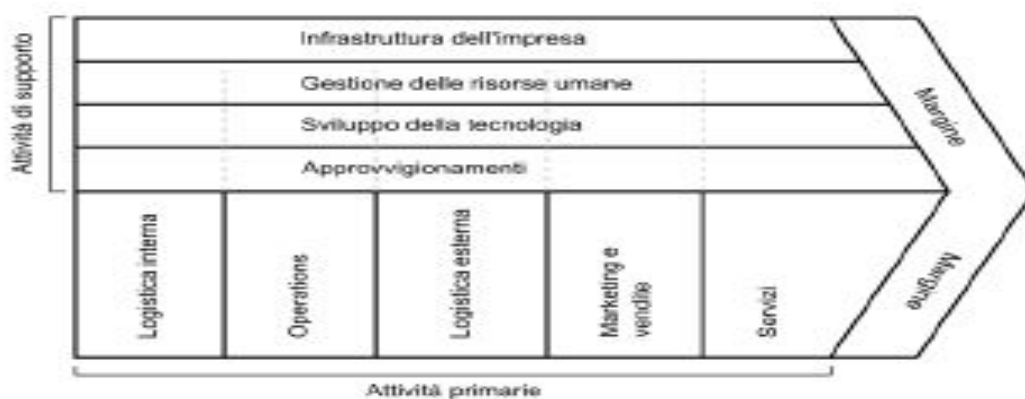 Attività di supporto
Infrastruttura dell'impresa
Gestione delle risorse umane
Sviluppo della tecnologia
Approvvigionamenti
Margine
Logistica interna
Operations
Logistica esterna
Marketing e
vendite
Servizi
Margine
Attività primarie